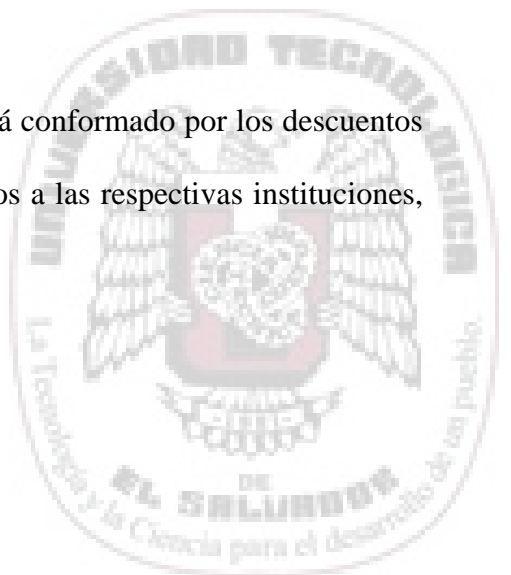 UNIVERSIDAD TECNOLOGICA
á conformado por los descuentos
os a las respectivas instituciones,
DE
EL SALVADOR
La Tecnología y la Ciencia para el desarrollo de un pueblo.